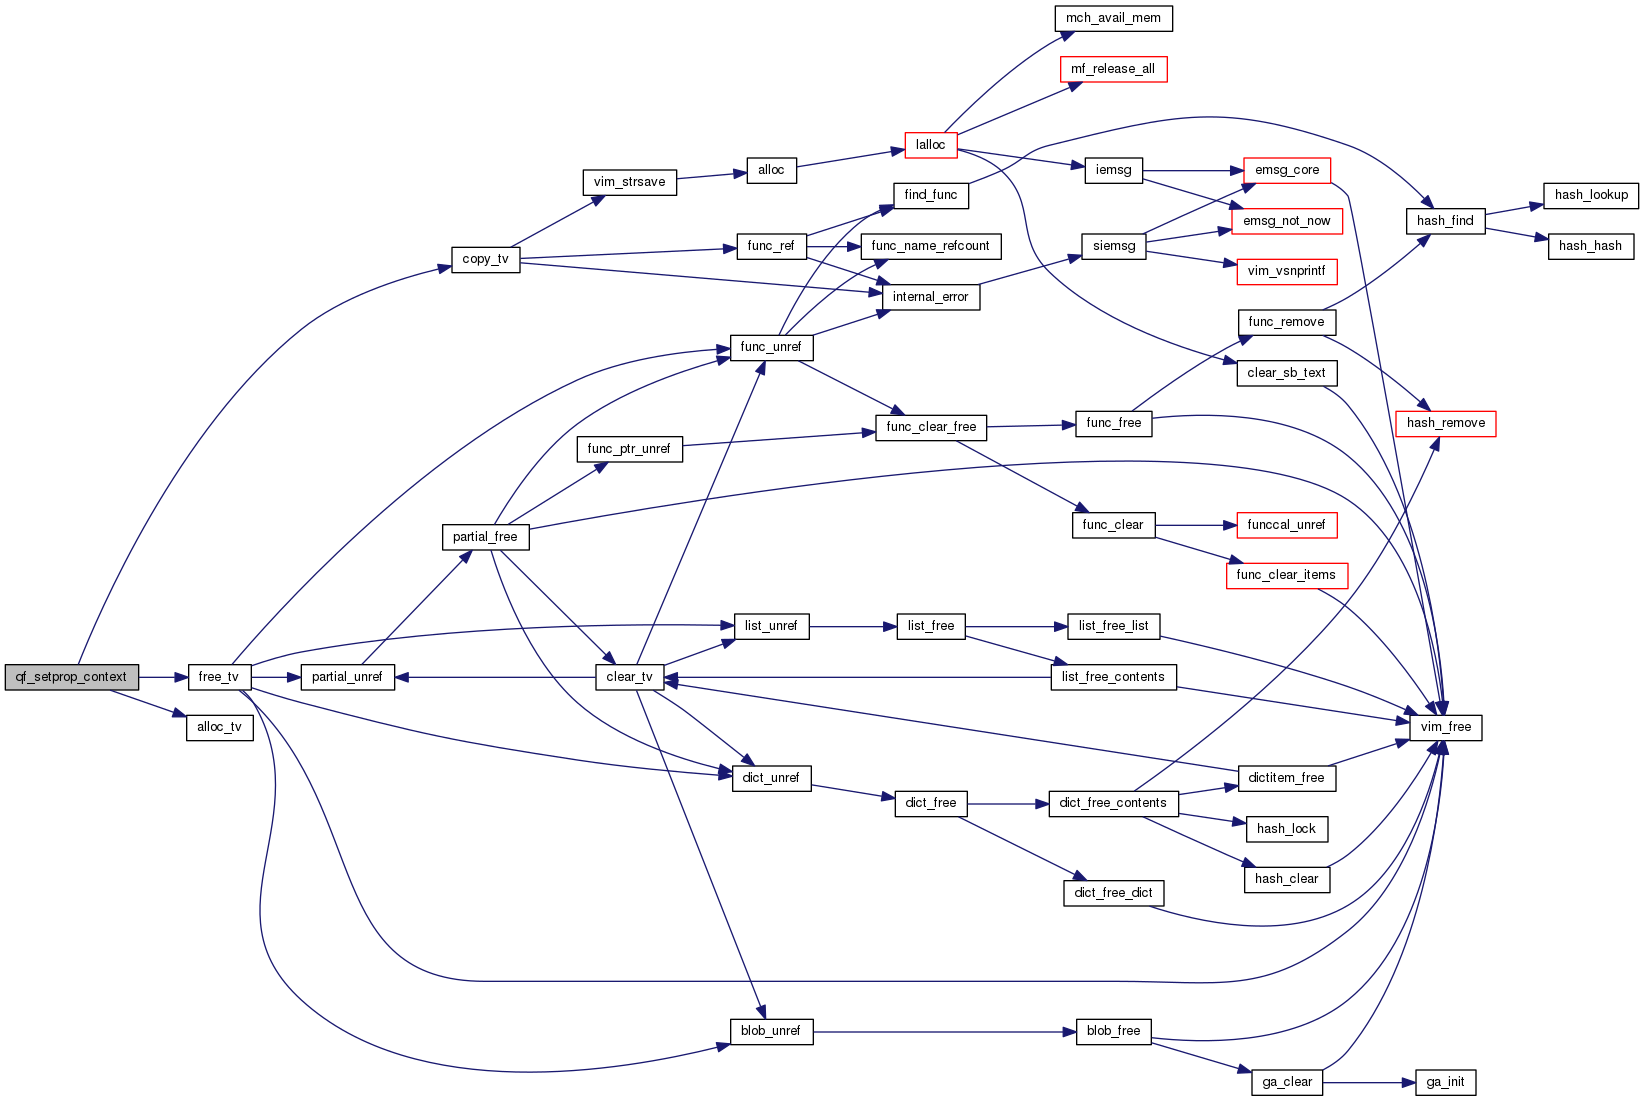 mch_avail_mem
mf_release_all
lalloc
iemsg
emsg_core
alloc
vim_strsave
find_func
hash_lookup
hash_find
emsg_not_now
hash_hash
func_ref
func_name_refcount
siemsg
copy_tv
vim_vsnprintf
internal_error
func_remove
func_unref
clear_sb_text
hash_remove
func_free
func_clear_free
func_ptr_unref
func_clear
funccal_unref
partial_free
func_clear_items
list_unref
list_free
list_free_list
qf_setprop_context
free_tv
partial_unref
clear_tv
list_free_contents
alloc_tv
vim_free
dict_unref
dictitem_free
dict_free
dict_free_contents
hash_lock
hash_clear
dict_free_dict
blob_unref
blob_free
ga_clear
ga_init